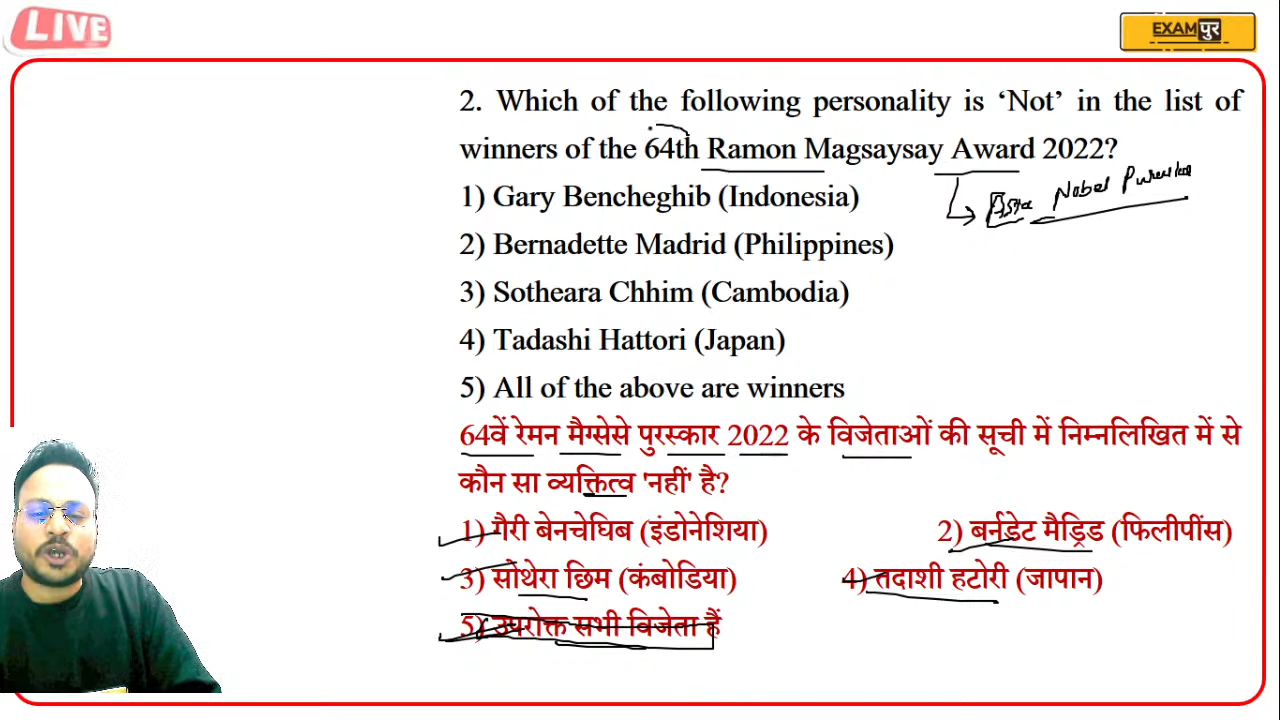 LIVE
EXAMपुर
2. Which of the following personality is ‘Not’ in the list of
winners of the 64th Ramon Magsaysay Award 2022?
1) Gary Bencheghib (Indonesia)
Nobel
2) Bernadette Madrid (Philippines)
3) Sotheara Chhim (Cambodia)
4) Tadashi Hattori (Japan)
5) All of the above are winners
64वें रेमन मैग्सेसे पुरस्कार 2022 के विजेताओं की सूची में निम्नलिखित में से
कौन सा व्यक्तित्व 'नहीं' है?
1) गैरी बेनचेघिब (इंडोनेशिया) 2) बर्नडेट मैड्रिड (फिलीपींस)
3) सोथेरा छिम (कंबोडिया) 4) तदाशी हटोरी (जापान)
5) उपरोक्त सभी विजेता हैं